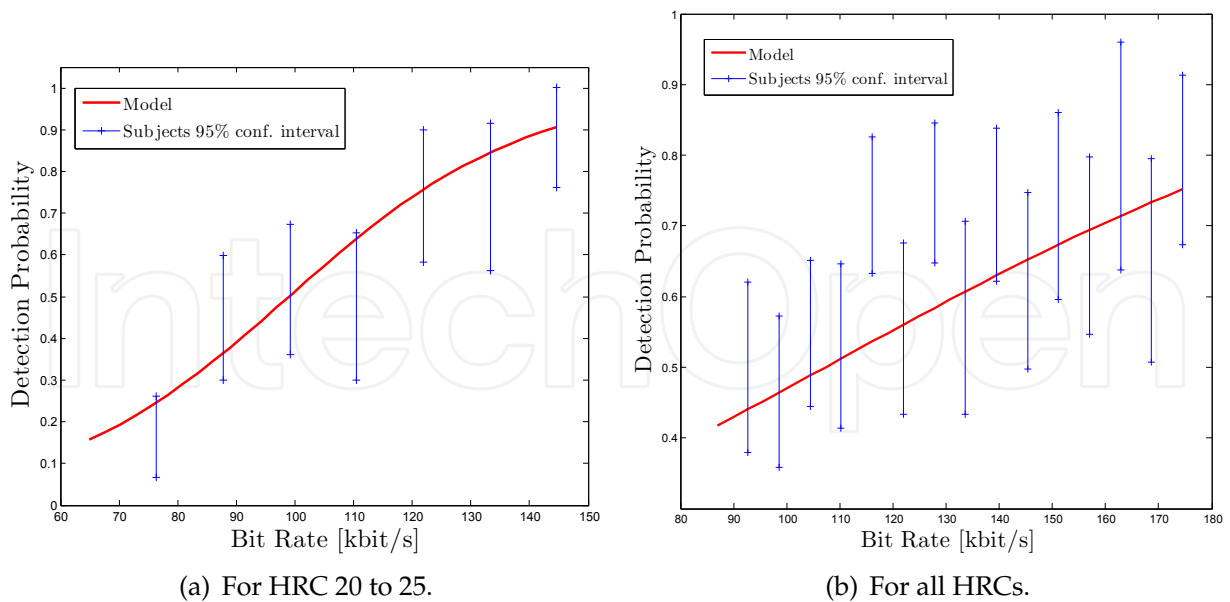 Model
Subjects 95% conf. interval
Detection Probability
1
0.9
0.8
0.7
0.6
0.5
0.4
0.3
0.2
0.1
0
60 70 80 90 100 110 120 130 140 150
Bit Rate [kbit/s]
(a) For HRC 20 to 25.
Model
Subjects 95% conf. interval
Detection Probability
1
0.9
0.8
0.7
0.6
0.5
0.4
80 90 100 110 120 130 140 150 160 170 180
Bit Rate [kbit/s]
(b) For all HRCs.
IntechOpen